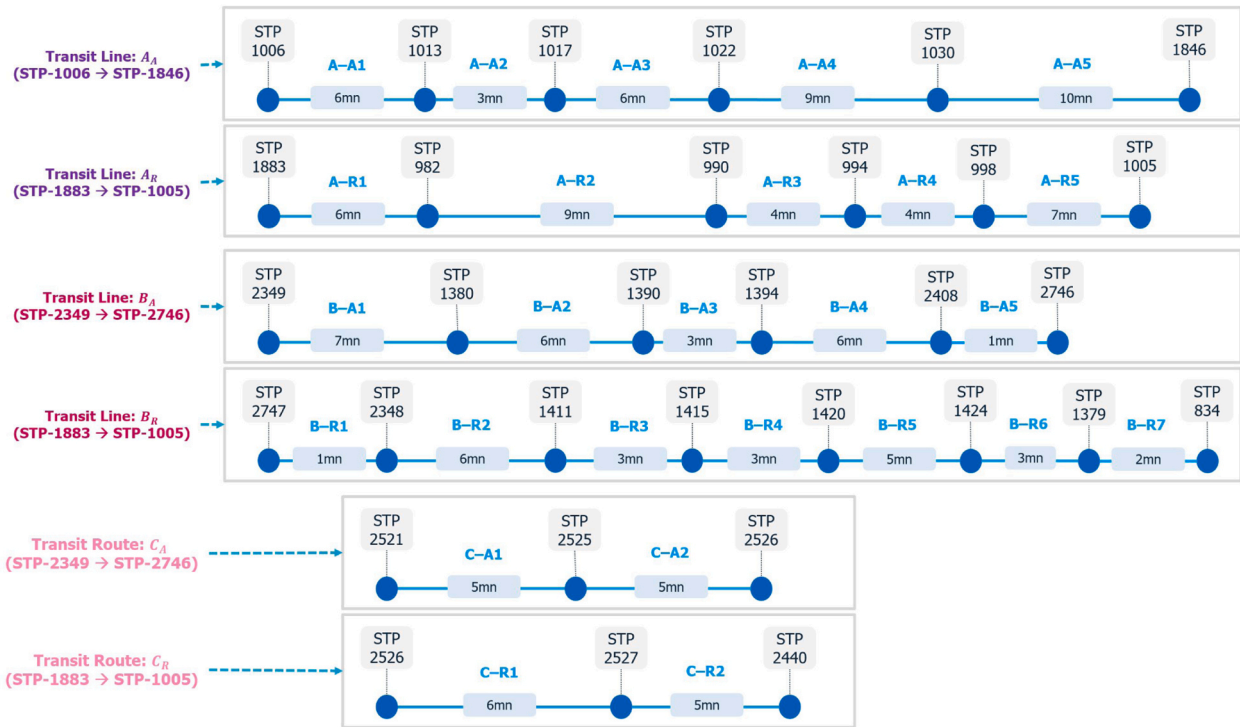 Transit Line: A_A
(STP-1006 → STP-1846)
STP
1006
STP
1013
STP
1017
STP
1022
STP
1030
STP
1846
A–A1
A–A2
A–A3
A–A4
A–A5
6mn
3mn
6mn
9mn
10mn
Transit Line: A_R
(STP-1883 → STP-1005)
STP
1883
STP
982
STP
990
STP
994
STP
998
STP
1005
A–R1
A–R2
A–R3
A–R4
A–R5
6mn
9mn
4mn
4mn
7mn
Transit Line: B_A
(STP-2349 → STP-2746)
STP
2349
STP
1380
STP
1390
STP
1394
STP
2408
STP
2746
B–A1
B–A2
B–A3
B–A4
B–A5
7mn
6mn
3mn
6mn
1mn
Transit Line: B_R
(STP-1883 → STP-1005)
STP
2747
STP
2348
STP
1411
STP
1415
STP
1420
STP
1424
STP
1379
STP
834
B–R1
B–R2
B–R3
B–R4
B–R5
B–R6
B–R7
1mn
6mn
3mn
3mn
5mn
3mn
2mn
Transit Route: C_A
(STP-2349 → STP-2746)
STP
2521
STP
2525
STP
2526
C–A1
C–A2
5mn
5mn
Transit Route: C_R
(STP-1883 → STP-1005)
STP
2526
STP
2527
STP
2440
C–R1
C–R2
6mn
5mn